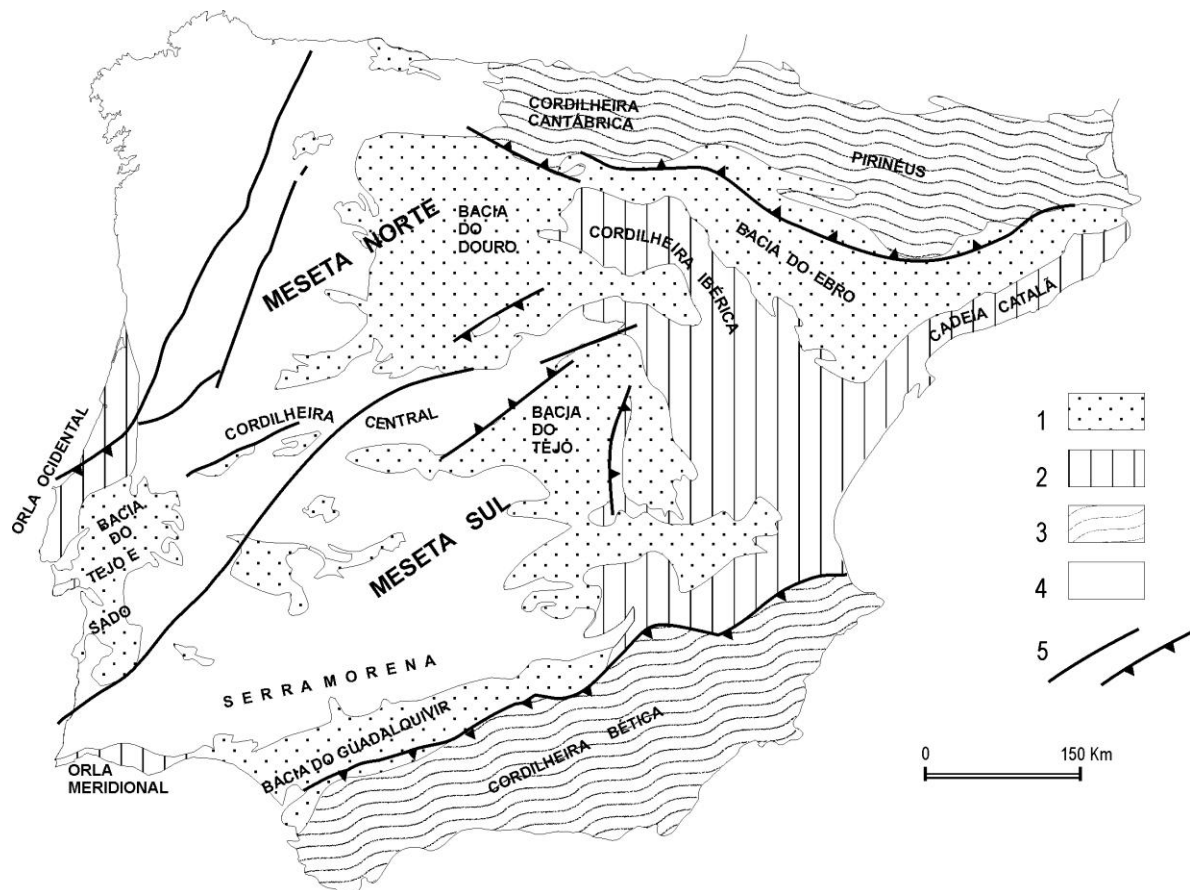 CORDILHEIRA
CANTÁBRICA
PIRINÉUS
MESETA NORTE
BACIA
DO
DOURO
CORDILHEIRA IBÉRICA
BACIA DO EBRO
CADEIA CATALÃ
ORLA OCIDENTAL
CORDILHEIRA CENTRAL
BACIA
DO
TEJO
BACIA
DO
TEJO E
SADO
MESETA SUL
SERRA MORENA
BACIA DO GUADALQUIVIR
CORDILHEIRA BÉTICA
ORLA
MERIDIONAL
1
2
3
4
5
0 150 Km